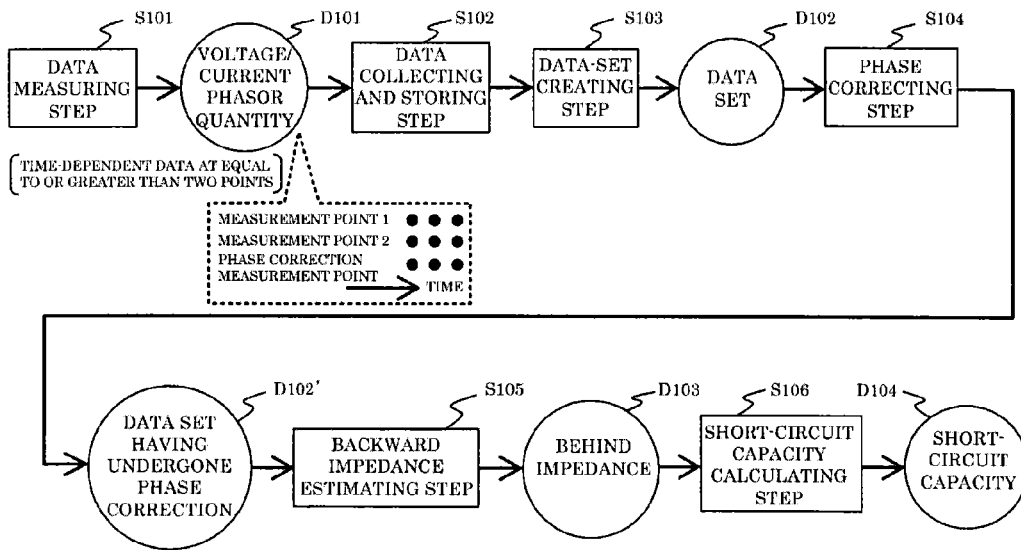 S101
D101
S102
S103
D102
S104
DATA
MEASURING
STEP
VOLTAGE/
CURRENT
PHASOR
QUANTITY
DATA
COLLECTING
AND STORING
STEP
DATA-SET
CREATING
STEP
DATA
SET
PHASE
CORRECTING
STEP
TIME-DEPENDENT DATA AT EQUAL
TO OR GREATER THAN TWO POINTS
MEASUREMENT POINT 1
MEASUREMENT POINT 2
PHASE CORRECTION
MEASUREMENT POINT
TIME
D102'
S105
D103
S106
D104
DATA SET
HAVING
UNDERGONE
PHASE
CORRECTION
BACKWARD
IMPEDANCE
ESTIMATING STEP
BEHIND
IMPEDANCE
SHORT-CIRCUIT
CAPACITY
CALCULATING
STEP
SHORT-
CIRCUIT
CAPACITY